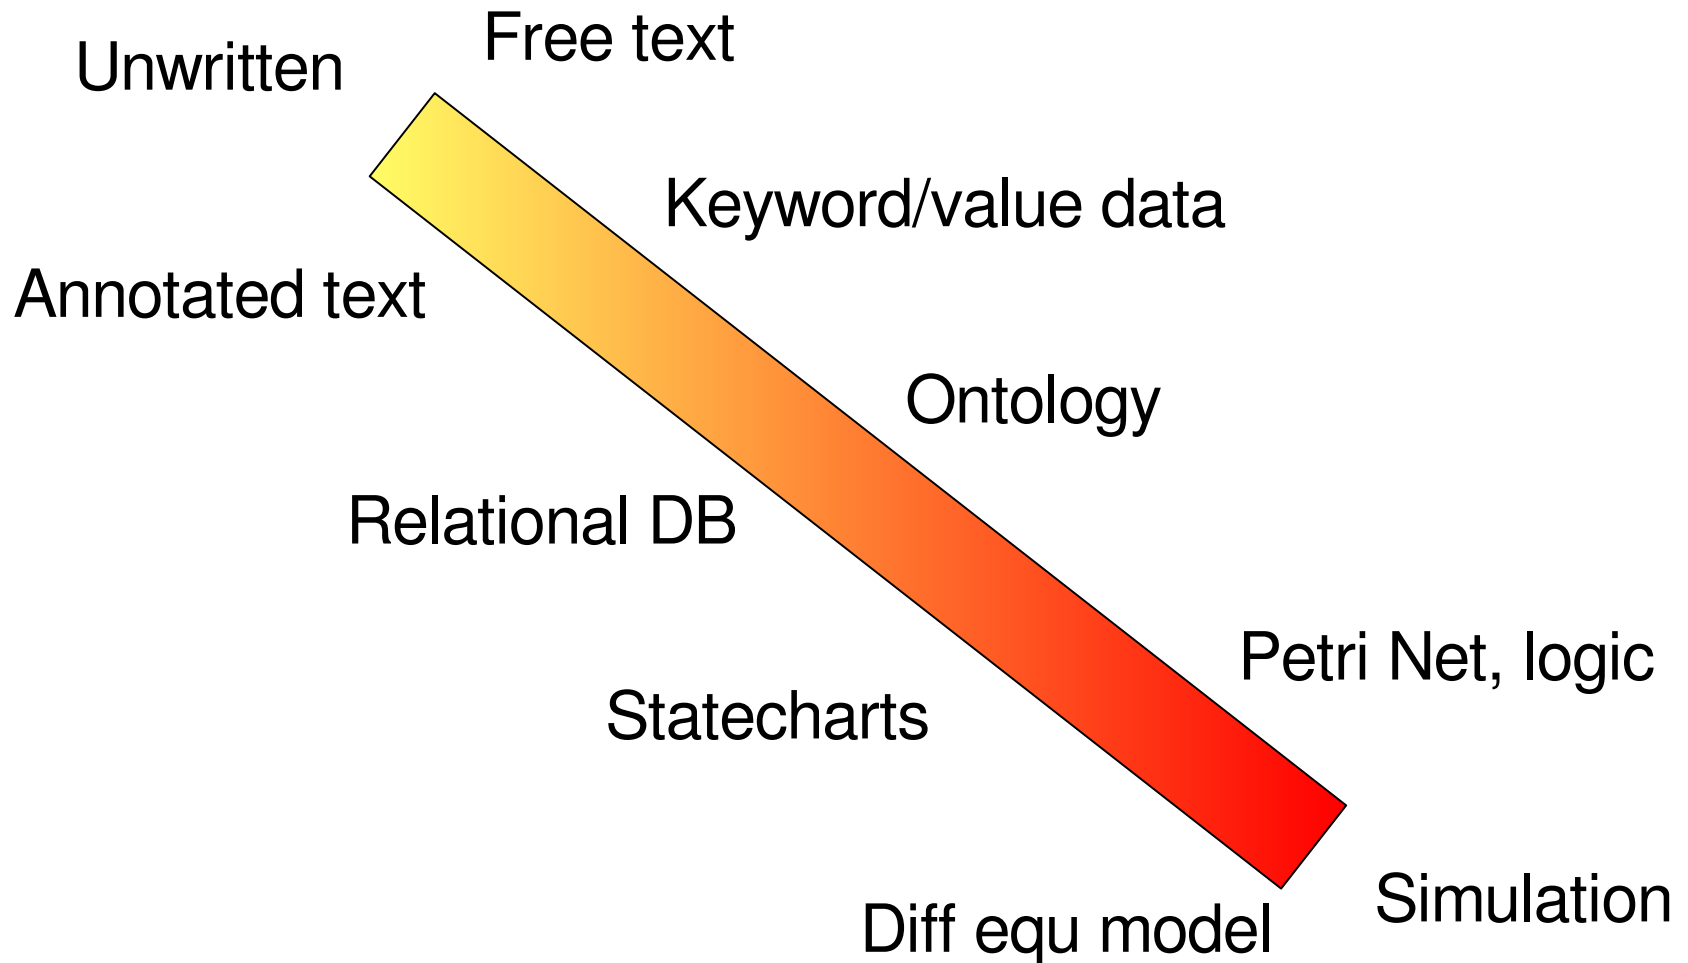 Free text
Unwritten
Keyword/value data
Annotated text
Ontology
Relational DB
Petri Net, logic
Statecharts
Simulation
Diff equ model